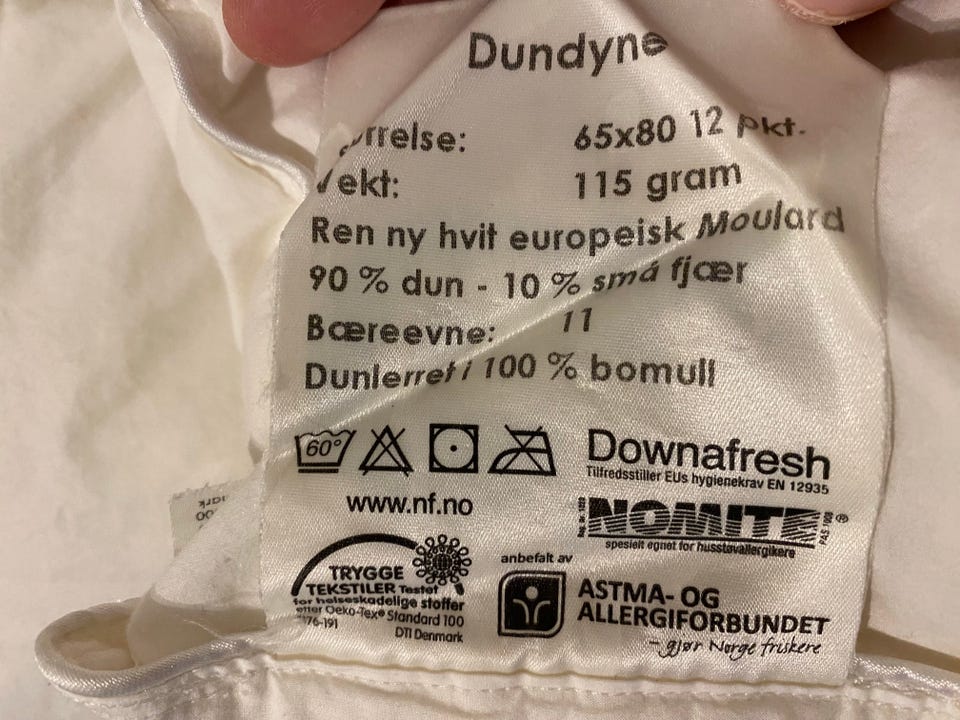 Dundyne
65x80 12 pkt.
115 gram
Ren ny hvit europeisk Moulard
90 % dun - 10 % små fjær
Bæreevne: 11
Dunlerret i 100 % bomull
60°
Downafresh
Tilfredsstiller EUs hygienekrav EN 12935
www.nf.no
NOMITE®
spesielt egnet for husstøvallergikere
TRYGGE
TEKSTILER Testet
for helseskadelige stoffer
etter Oeko-Tex® Standard 100
DTI Denmark
anbefalt av
ASTMA- OG
ALLERGIFORBUNDET
– gjør Norge friskere